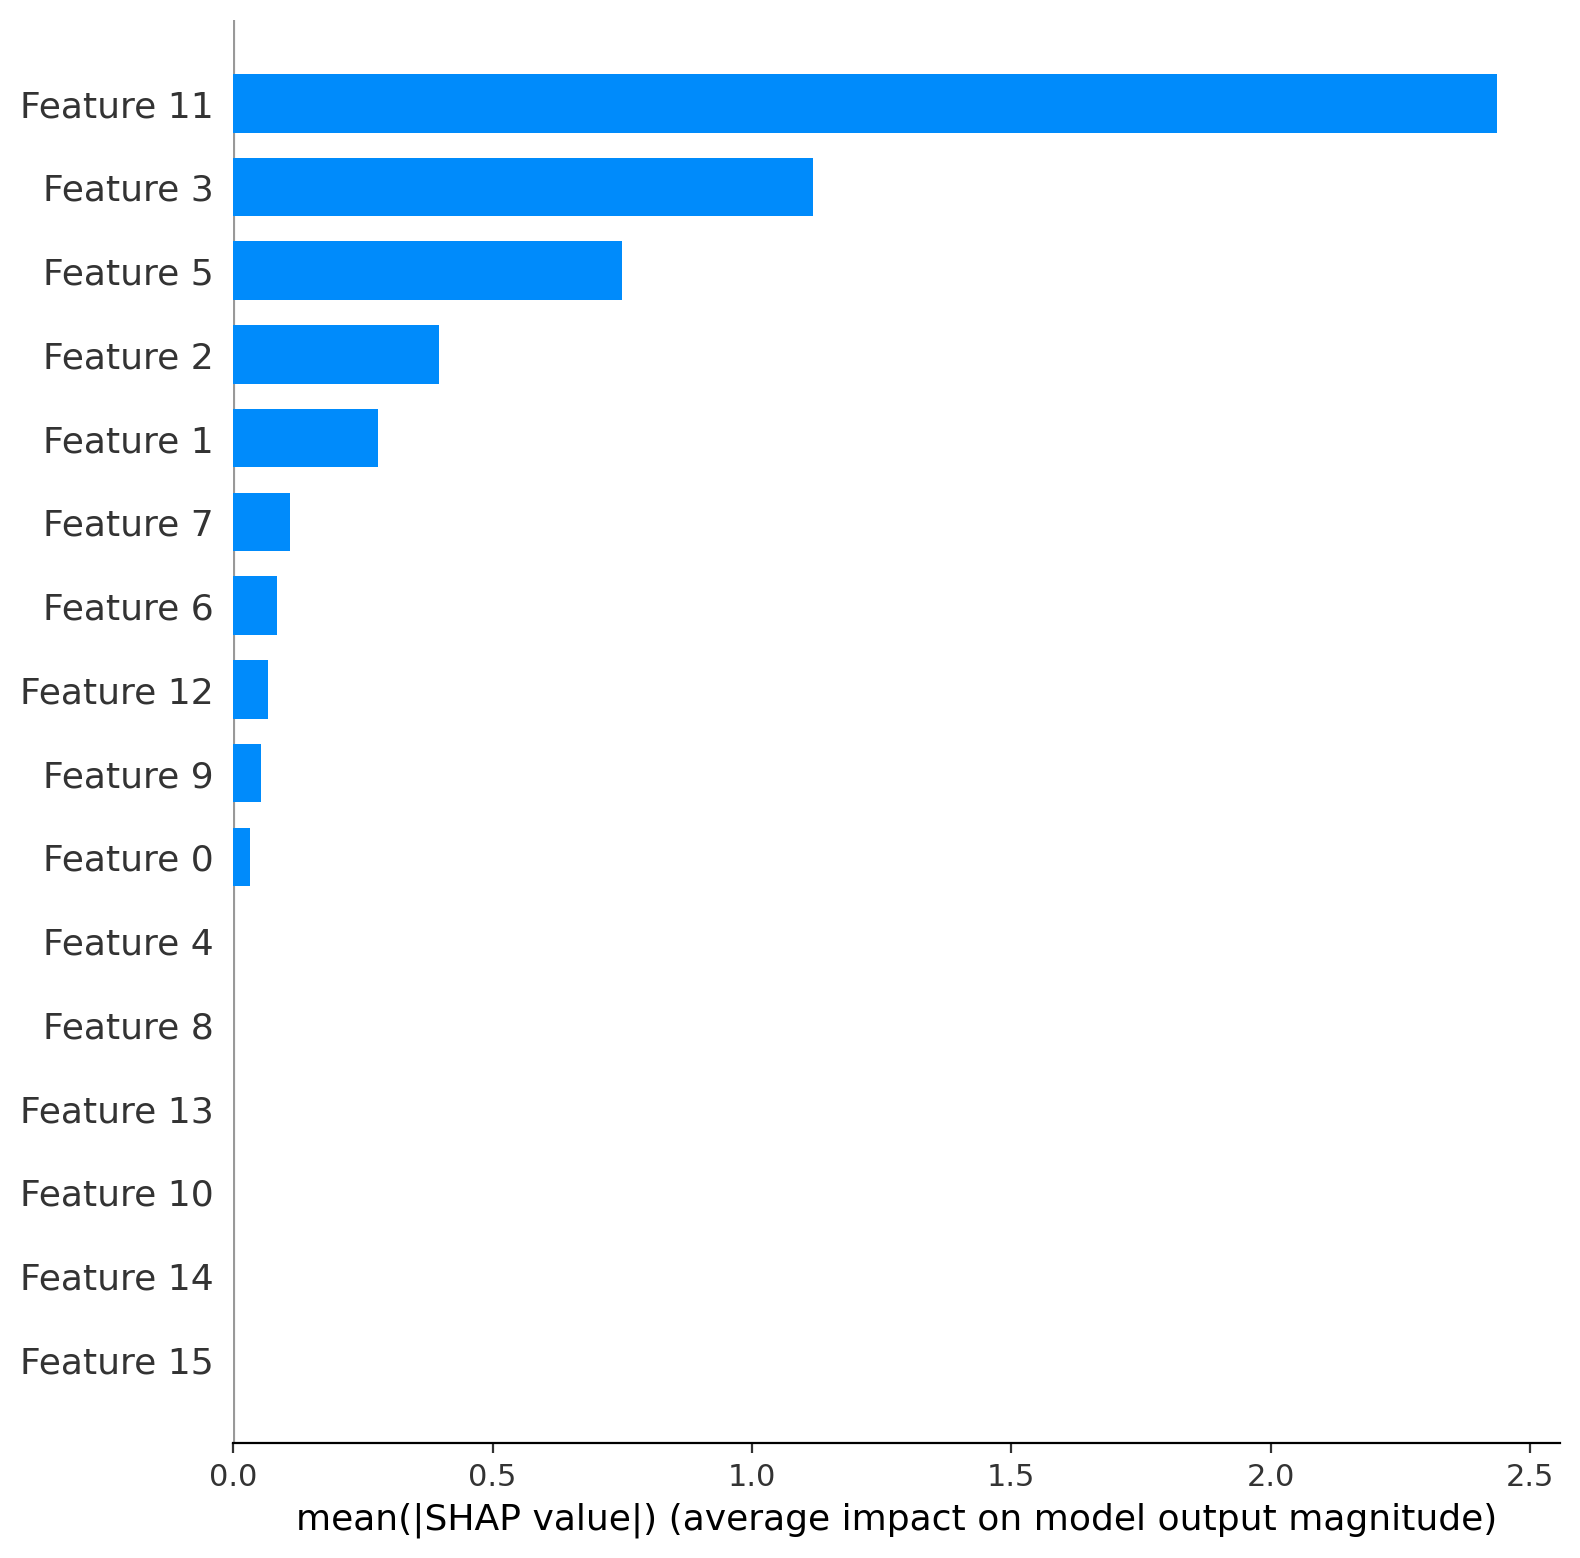 Feature 11
Feature 3
Feature 5
Feature 2
Feature 1
Feature 7
Feature 6
Feature 12
Feature 9
Feature 0
Feature 4
Feature 8
Feature 13
Feature 10
Feature 14
Feature 15
0.0 0.5 1.0 1.5 2.0 2.5
mean(|SHAP value|) (average impact on model output magnitude)